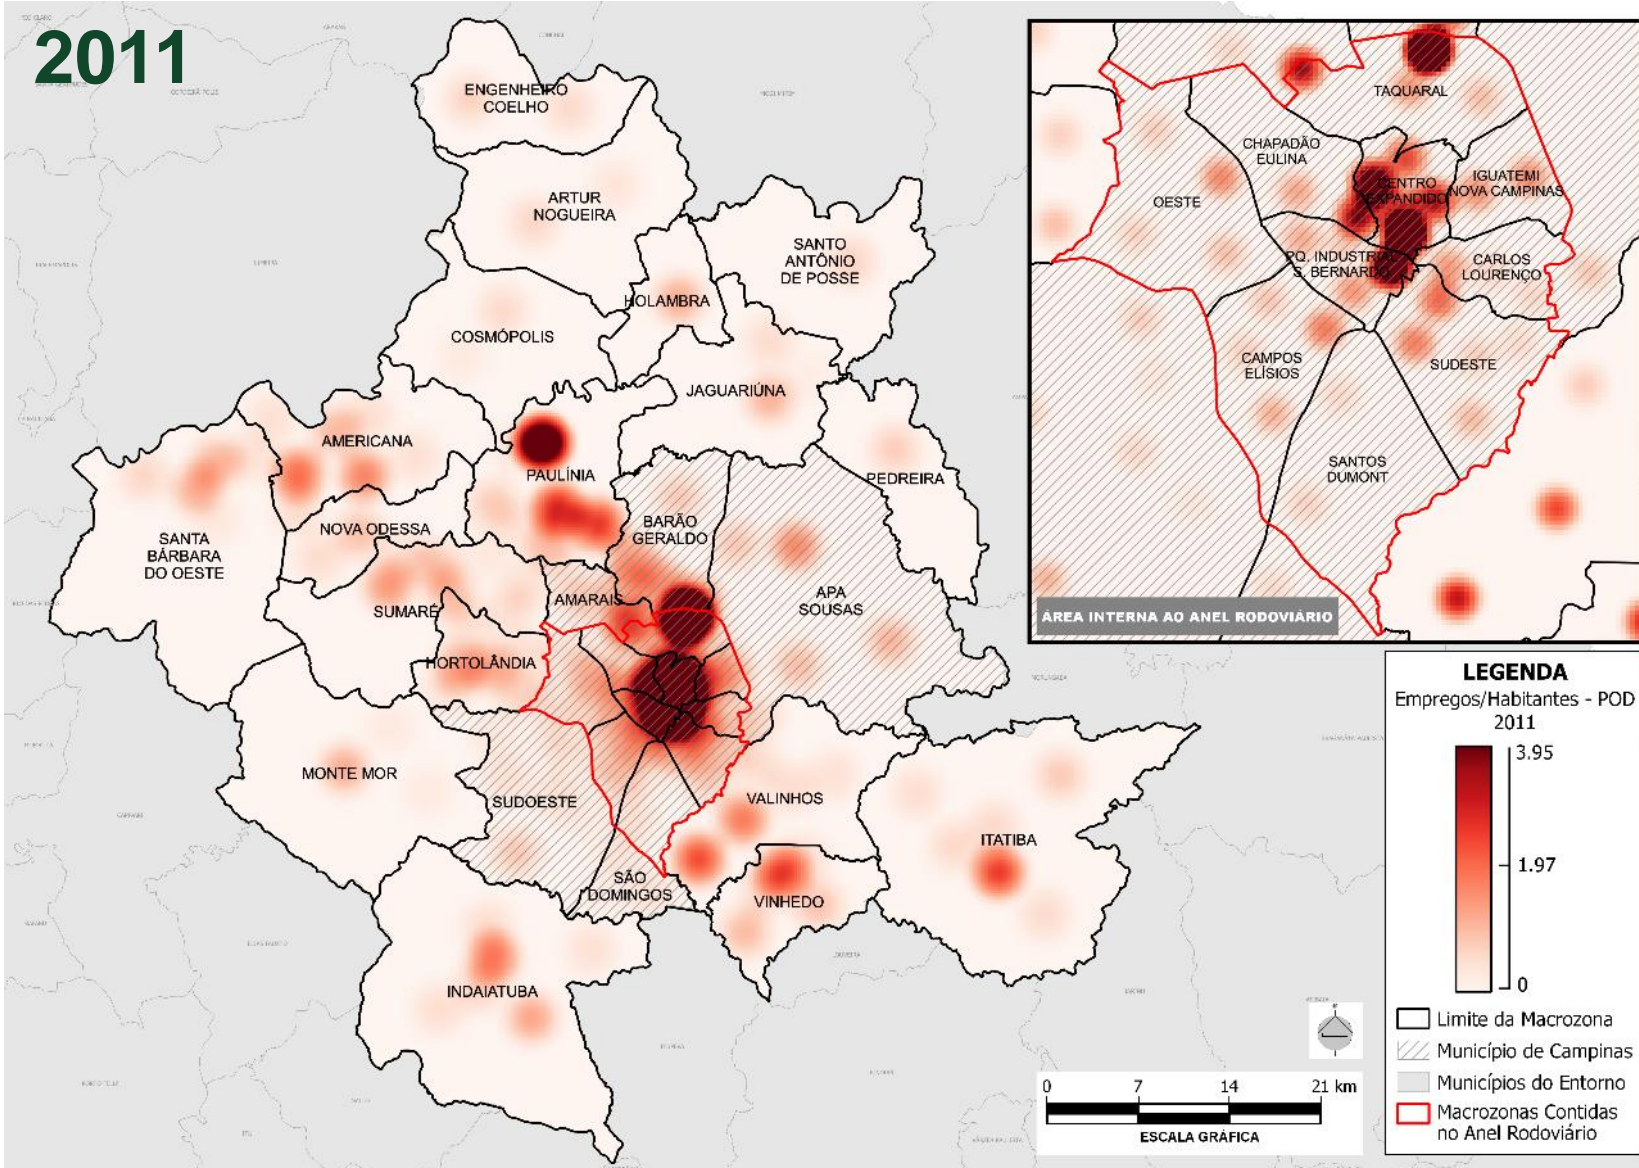 2011
ENGENHEIRO
COELHO
ARTUR
NOGUEIRA
SANTO
ANTÔNIO
DE POSSE
HOLAMBRA
COSMÓPOLIS
JAGUARIÚNA
AMERICANA
PAULÍNIA
PEDREIRA
NOVA ODESSA
BARÃO
GERALDO
SANTA
BÁRBARA
DO OESTE
APA
SOUSAS
AMARAIS
SUMARÉ
HORTOLÂNDIA
MONTE MOR
SUDOESTE
VALINHOS
ITATIBA
SÃO
DOMINGOS
VINHEDO
INDAIATUBA
TAQUARAL
CHAPADÃO
EULINA
CENTRO
EXPANDIDO
IGUATEMI
NOVA CAMPINAS
OESTE
PQ. INDUSTRIAL
S. BERNARDO
CARLOS
LOURENÇO
CAMPOS
ELÍSIOS
SUDESTE
SANTOS
DUMONT
ÁREA INTERNA AO ANEL RODOVIÁRIO
LEGENDA
Empregos/Habitantes - POD
2011
3.95
1.97
0
Limite da Macrozona
Município de Campinas
Municípios do Entorno
Macrozonas Contidas
no Anel Rodoviário
0 7 14 21 km
ESCALA GRÁFICA